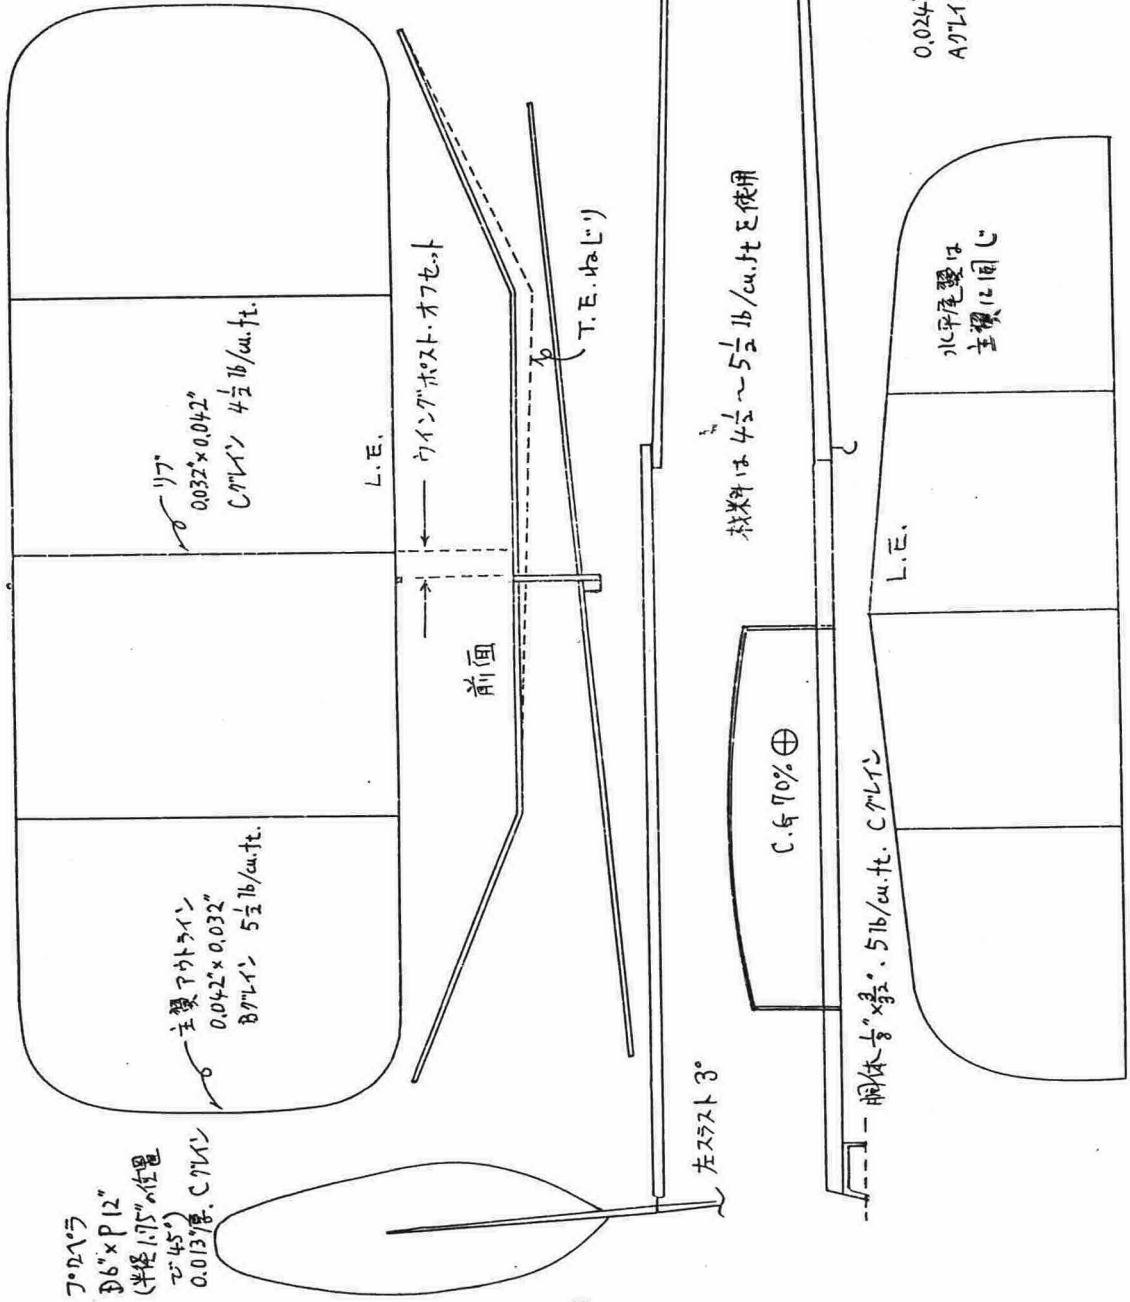 プロペラ
D6"×P12"
(半径1.75"の位置
で45°)
0.013"厚. Cグレイン
主翼アウトライン
0.042"×0.032"
Bグレイン 5½ lb/cu.ft.
リブ
0.032"×0.042"
Cグレイン 4½ lb/cu.ft.
L.E.
ウイングポスト・オフセット
前面
T.E.ねじり
左スラスト3°
材料は4½〜5½ lb/cu.ftを使用
C.G 70%
胴体 ⅛"×3/32". 5lb/cu.ft. Cグレイン
L.E.
水平尾翼は
主翼に同じ
0.024
Aグレイ